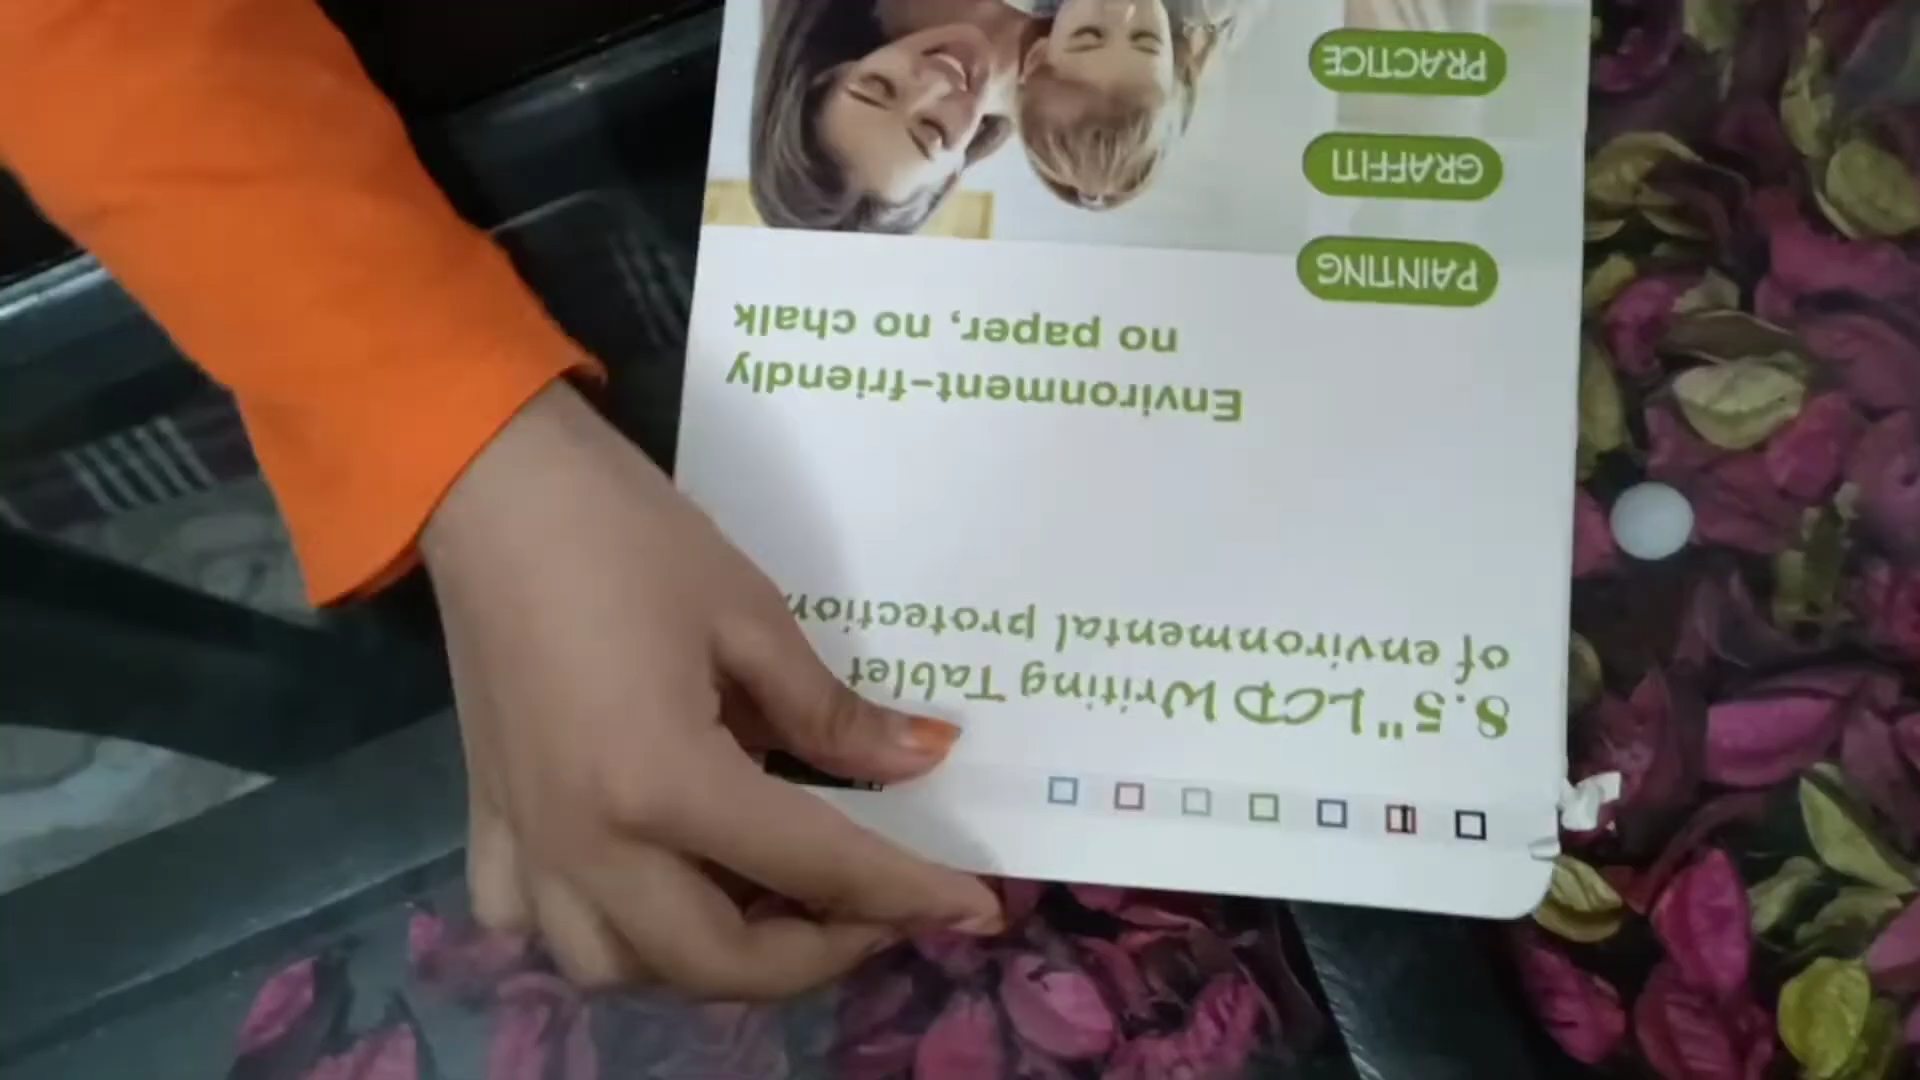 8.5" LCD Writing Tablet
of environmental protection
Environment-friendly
no paper, no chalk
PAINTING
GRAFFITI
PRACTICE